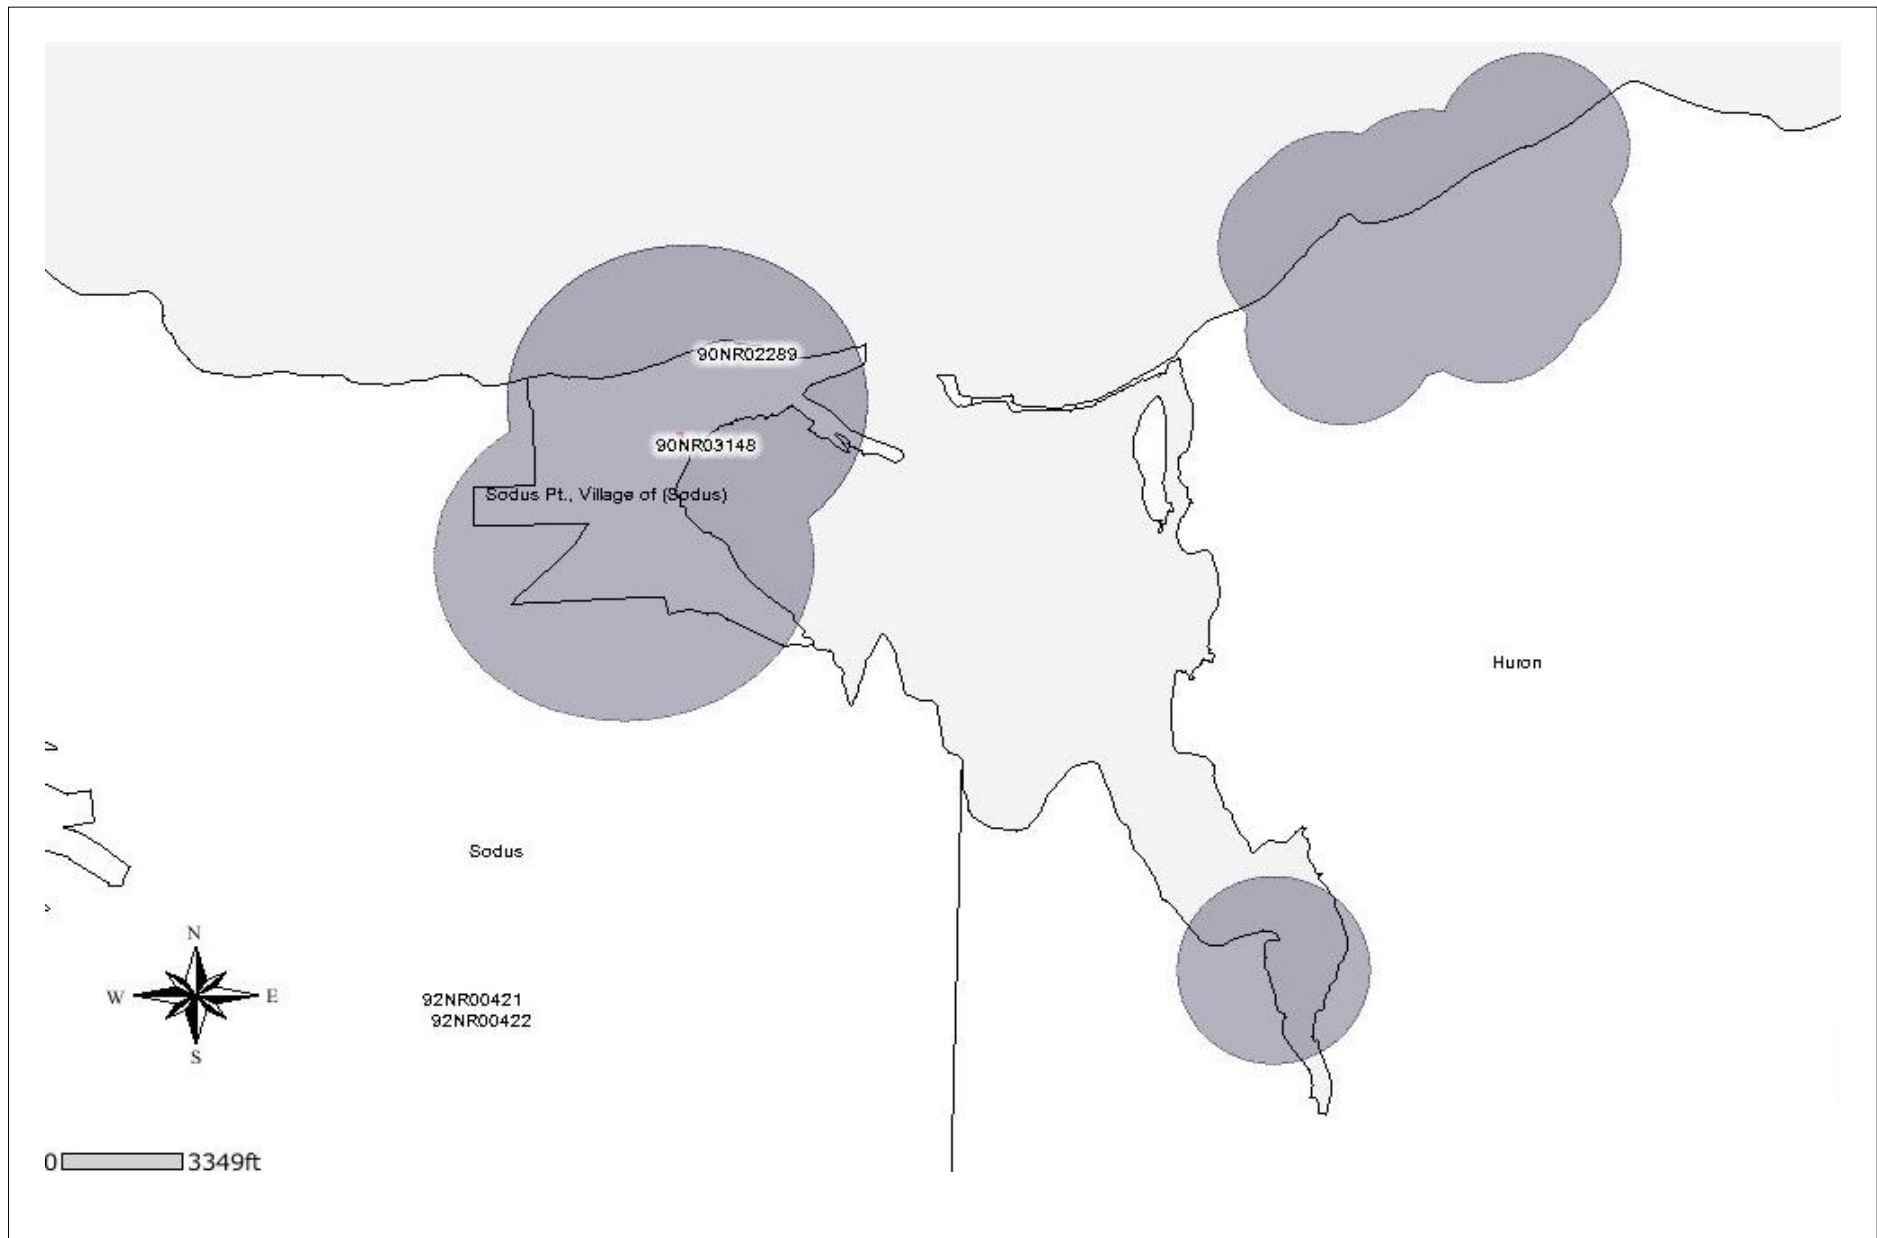 90NR02289
90NR03148
Sodus Pt., Village of (Sodus)
Huron
Sodus
N
W E
S
92NR00421
92NR00422
0 3349ft